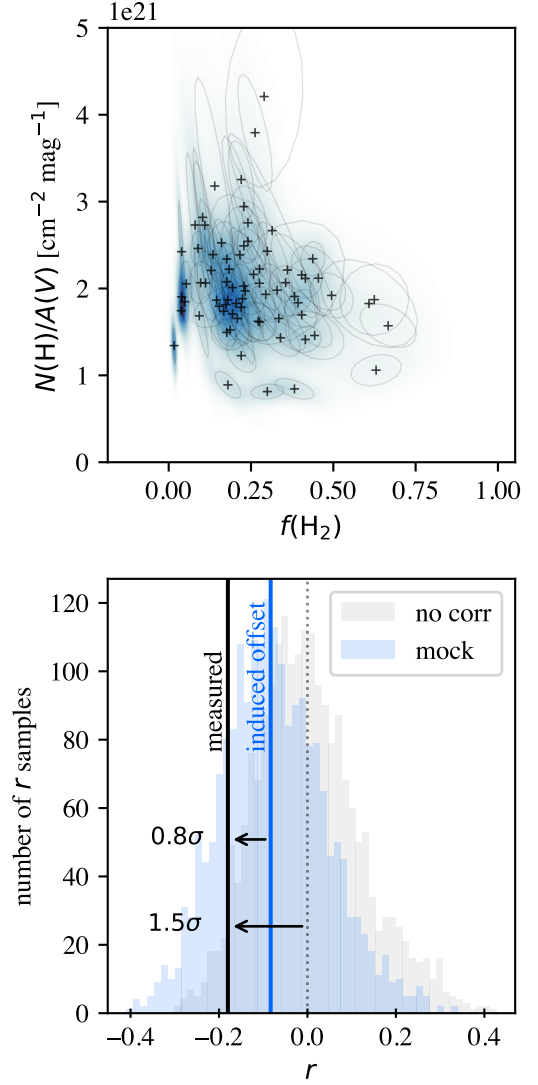 1e21
5
4
3
2
1
0
N(H)/A(V) [cm⁻² mag⁻¹]
0.00 0.25 0.50 0.75 1.00
f(H₂)
120
100
80
60
40
20
0
number of r samples
no corr
mock
measured
induced offset
0.8σ
1.5σ
−0.4 −0.2 0.0 0.2 0.4
r